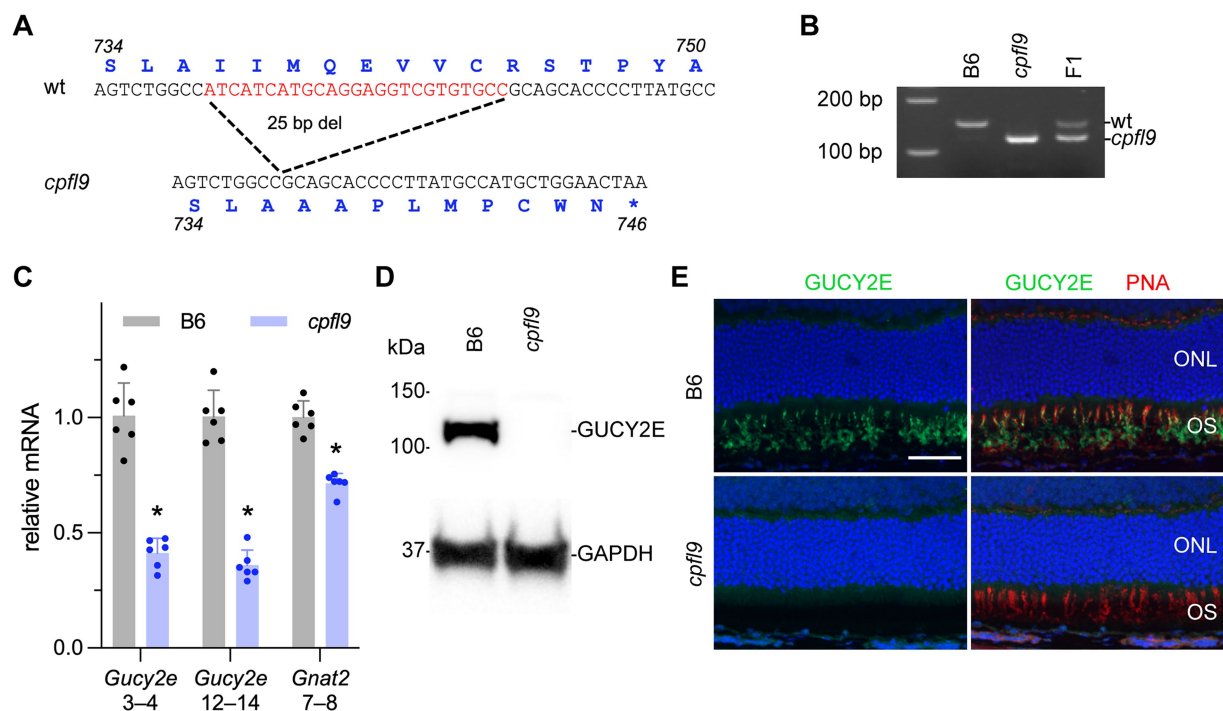 A
734 750
S L A I I M Q E V V C R S T P Y A
wt AGTCTGGCCATCATCATGCAGGAGGTCGTGTGCCGCAGCACCCCTTATGCC
25 bp del
cpfl9 AGTCTGGCCGCAGCACCCCTTATGCCATGCTGGAACTAA
S L A A A P L M P C W N *
734 746
B
B6 cpfl9 F1
200 bp
wt
cpfl9
100 bp
C
B6 cpfl9
relative mRNA
1.0
0.5
0.0
* * *
Gucy2e Gucy2e Gnat2
3–4 12–14 7–8
D
kDa B6 cpfl9
150-
-GUCY2E
100-
37- -GAPDH
E
GUCY2E GUCY2E PNA
B6 ONL
OS
cpfl9 ONL
OS